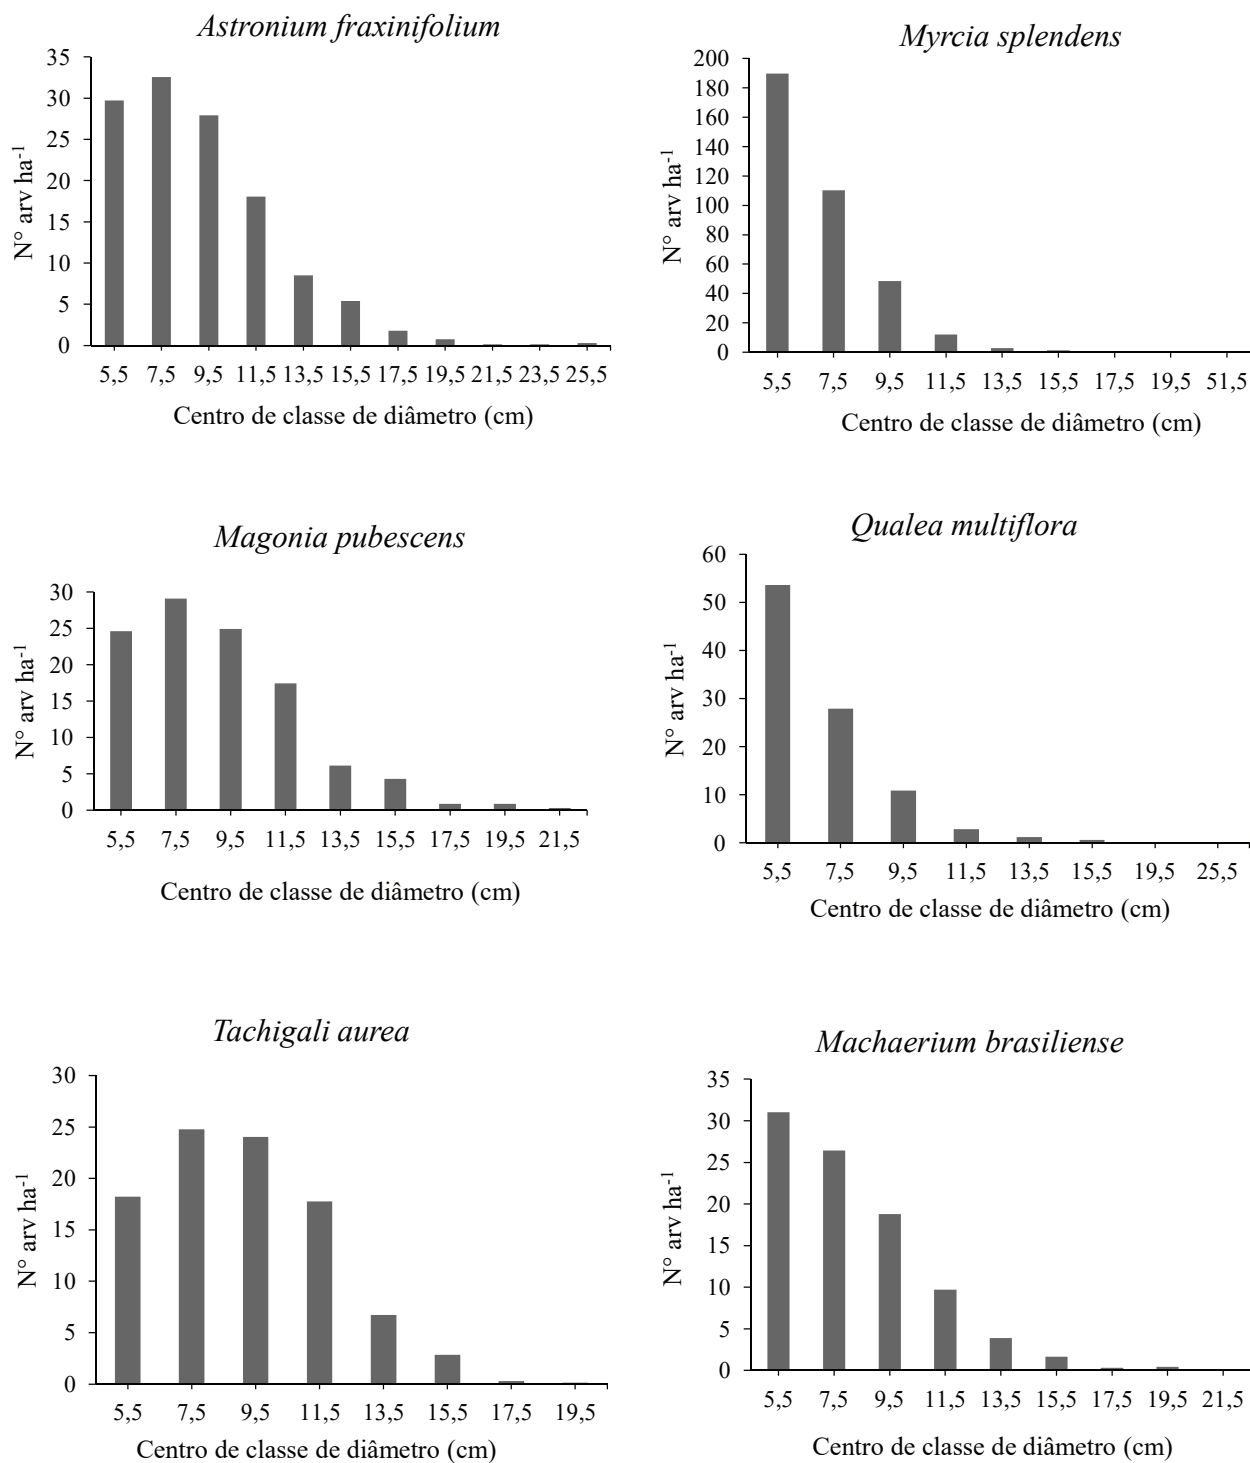 Astronium fraxinifolium
N° arv ha-1
35
30
25
20
15
10
5
0
5,5 7,5 9,5 11,5 13,5 15,5 17,5 19,5 21,5 23,5 25,5
Centro de classe de diâmetro (cm)
Myrcia splendens
N° arv ha-1
200
180
160
140
120
100
80
60
40
20
0
5,5 7,5 9,5 11,5 13,5 15,5 17,5 19,5 51,5
Centro de classe de diâmetro (cm)
Magonia pubescens
N° arv ha-1
30
25
20
15
10
5
0
5,5 7,5 9,5 11,5 13,5 15,5 17,5 19,5 21,5
Centro de classe de diâmetro (cm)
Qualea multiflora
N° arv ha-1
60
50
40
30
20
10
0
5,5 7,5 9,5 11,5 13,5 15,5 19,5 25,5
Centro de classe de diâmetro (cm)
Tachigali aurea
N° arv ha-1
30
25
20
15
10
5
0
5,5 7,5 9,5 11,5 13,5 15,5 17,5 19,5
Centro de classe de diâmetro (cm)
Machaerium brasiliense
N° arv ha-1
35
30
25
20
15
10
5
0
5,5 7,5 9,5 11,5 13,5 15,5 17,5 19,5 21,5
Centro de classe de diâmetro (cm)